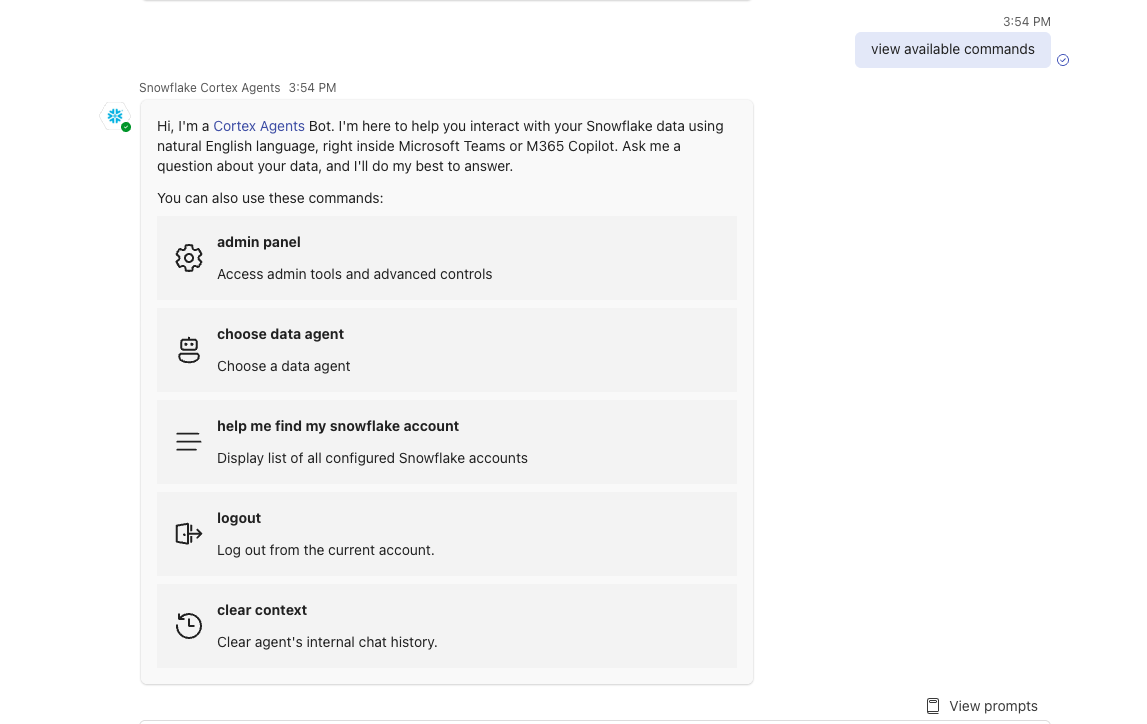 3:54 PM
view available commands
Snowflake Cortex Agents 3:54 PM
Hi, I'm a Cortex Agents Bot. I'm here to help you interact with your Snowflake data using
natural English language, right inside Microsoft Teams or M365 Copilot. Ask me a
question about your data, and I'll do my best to answer.
You can also use these commands:
admin panel
Access admin tools and advanced controls
choose data agent
Choose a data agent
help me find my snowflake account
Display list of all configured Snowflake accounts
logout
Log out from the current account.
clear context
Clear agent's internal chat history.
View prompts